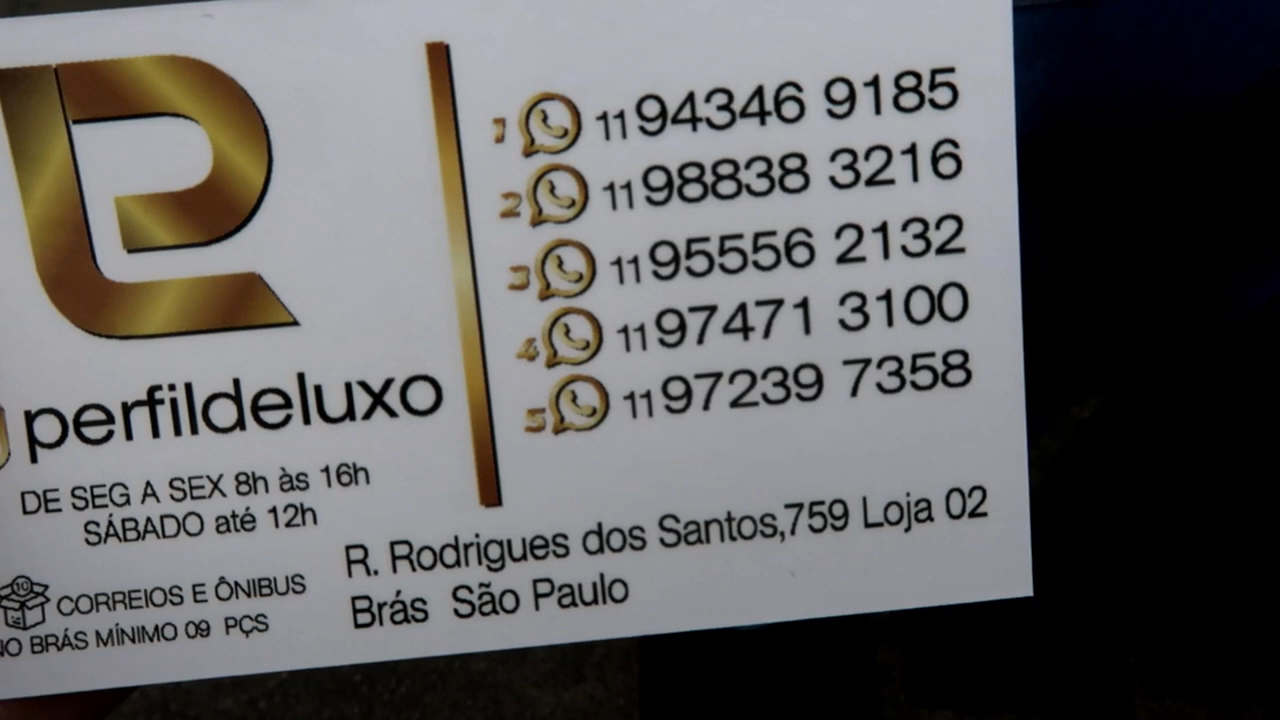 perfildeluxo
DE SEG A SEX 8h às 16h
SÁBADO até 12h
10
CORREIOS E ÔNIBUS
NO BRÁS MÍNIMO 09 PÇS
1 11 94346 9185
2 11 98838 3216
3 11 95556 2132
4 11 97471 3100
5 11 97239 7358
R. Rodrigues dos Santos,759 Loja 02
Brás São Paulo